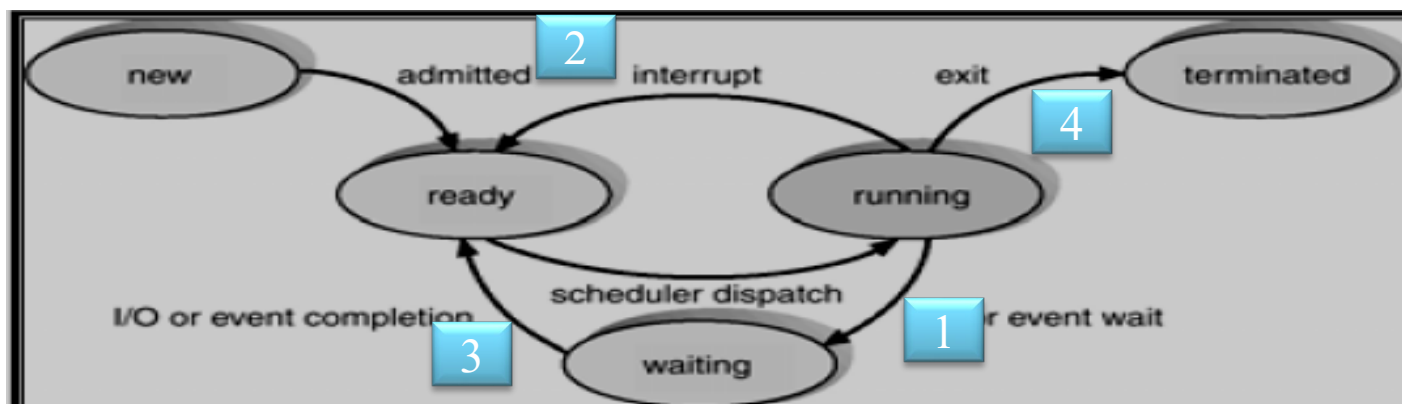 new
admitted
2
interrupt
exit
terminated
4
ready
running
scheduler dispatch
I/O or event completion
3
waiting
1
r event wait